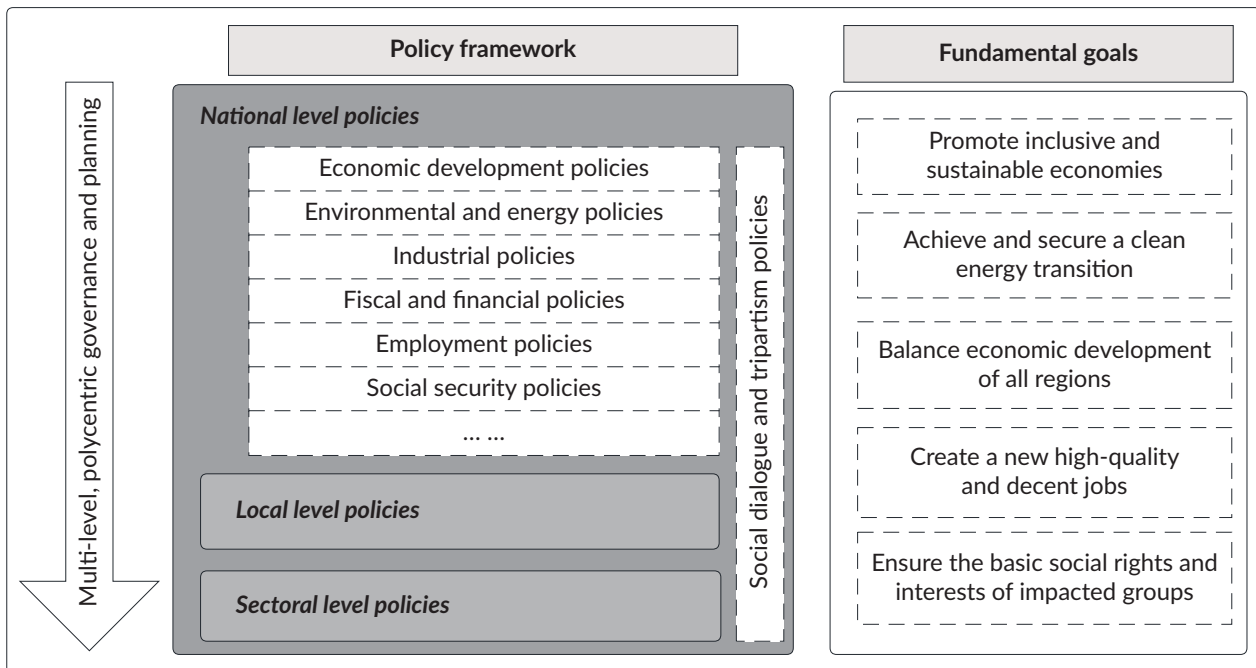 Multi-level, polycentric governance and planning
Policy framework
National level policies
Economic development policies
Environmental and energy policies
Industrial policies
Fiscal and financial policies
Employment policies
Social security policies
... ...
Local level policies
Sectoral level policies
Social dialogue and tripartism policies
Fundamental goals
Promote inclusive and
sustainable economies
Achieve and secure a clean
energy transition
Balance economic development
of all regions
Create a new high-quality
and decent jobs
Ensure the basic social rights and
interests of impacted groups